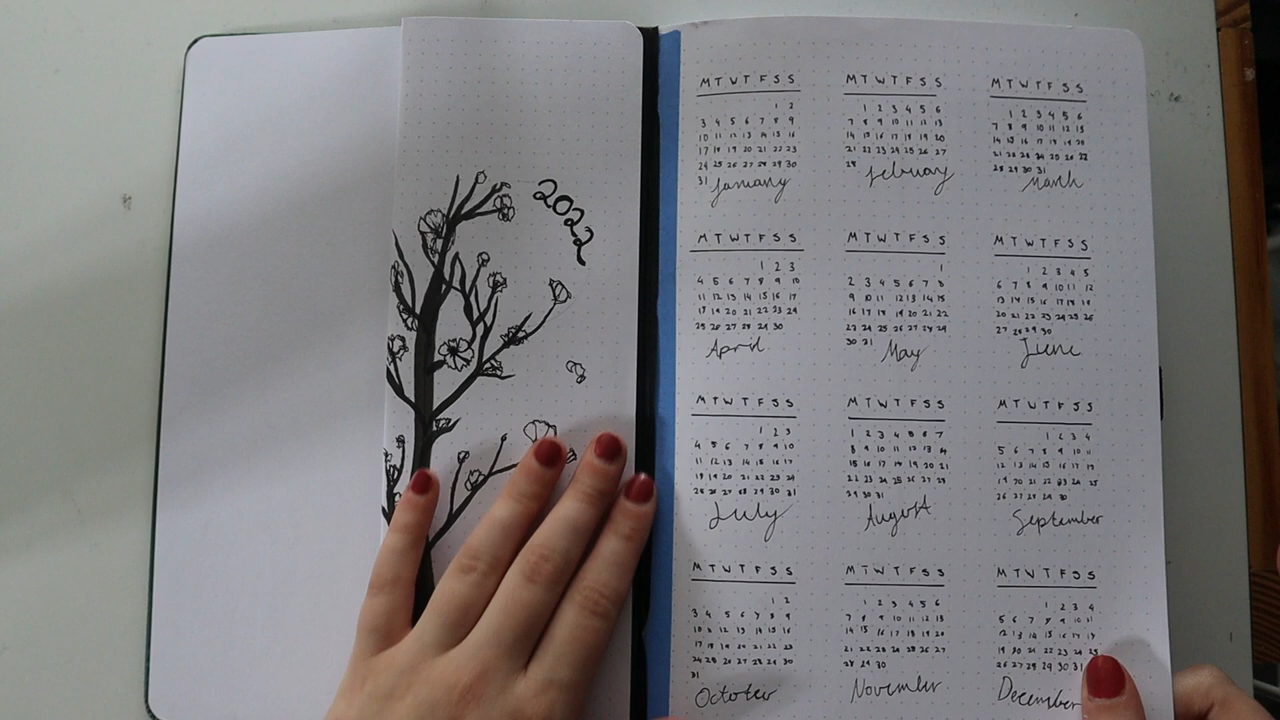 2022
M T W T F S S
1 2
3 4 5 6 7 8 9
10 11 12 13 14 15 16
17 18 19 20 21 22 23
24 25 26 27 28 29 30
31
January
M T W T F S S
1 2 3 4 5 6
7 8 9 10 11 12 13
14 15 16 17 18 19 20
21 22 23 24 25 26 27
28
february
M T W T F S S
1 2 3 4 5 6
7 8 9 10 11 12 13
14 15 16 17 18 19 20
21 22 23 24 25 26 27
28 29 30 31
March
M T W T F S S
1 2 3
4 5 6 7 8 9 10
11 12 13 14 15 16 17
18 19 20 21 22 23 24
25 26 27 28 29 30
April
M T W T F S S
1
2 3 4 5 6 7 8
9 10 11 12 13 14 15
16 17 18 19 20 21 22
23 24 25 26 27 28 29
30 31
May
M T W T F S S
1 2 3 4 5
6 7 8 9 10 11 12
13 14 15 16 17 18 19
20 21 22 23 24 25 26
27 28 29 30
June
M T W T F S S
1 2 3
4 5 6 7 8 9 10
11 12 13 14 15 16 17
18 19 20 21 22 23 24
25 26 27 28 29 30 31
July
M T W T F S S
1 2 3 4 5 6 7
8 9 10 11 12 13 14
15 16 17 18 19 20 21
22 23 24 25 26 27 28
29 30 31
August
M T W T F S S
1 2 3 4
5 6 7 8 9 10 11
12 13 14 15 16 17 18
19 20 21 22 23 24 25
26 27 28 29 30
September
M T W T F S S
1 2
3 4 5 6 7 8 9
10 11 12 13 14 15 16
17 18 19 20 21 22 23
24 25 26 27 28 29 30
31
October
M T W T F S S
1 2 3 4 5 6
7 8 9 10 11 12 13
14 15 16 17 18 19 20
21 22 23 24 25 26 27
28 29 30
November
M T W T F S S
1 2 3 4
5 6 7 8 9 10 11
12 13 14 15 16 17 18
19 20 21 22 23 24 25
26 27 28 29 30 31
December